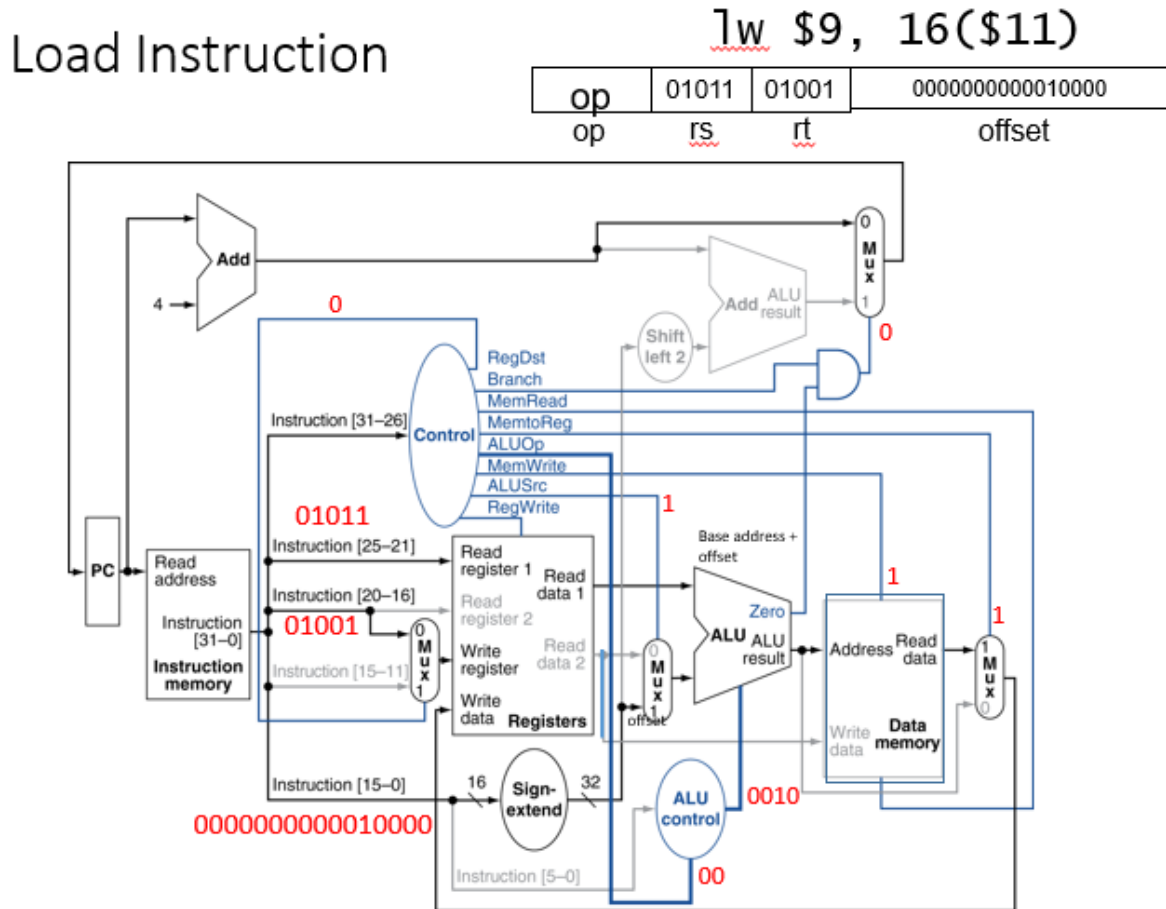 Load Instruction
lw $9, 16($11)
op 01011 01001 0000000000010000
op rs rt offset
Add
4
0
0
Mux
1
Add ALU result
Shift left 2
0
RegDst
Branch
MemRead
MemtoReg
ALUOp
MemWrite
ALUSrc
RegWrite
Control
Instruction [31–26]
1
01011
Instruction [25–21]
Instruction [20–16]
01001
Instruction [15–11]
PC
Read address
Instruction [31–0]
Instruction memory
0
Mux
1
Read register 1
Read data 1
Read register 2
Read data 2
Write register
Write data
Registers
0
Mux
1
offset
Base address + offset
Zero
ALU
ALU result
1
Address
Read data
Write data
Data memory
1
1
Mux
0
Instruction [15–0]
16
Sign-extend
32
0000000000010000
ALU control
0010
Instruction [5–0]
00